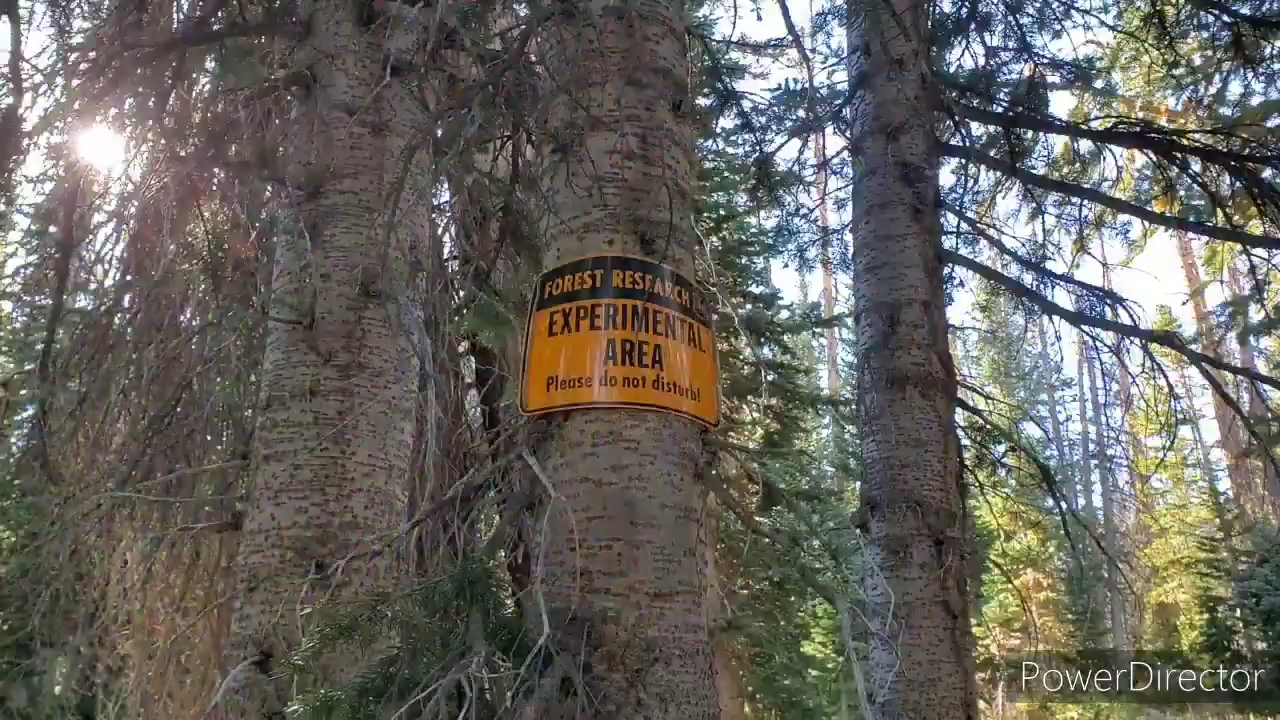 FOREST RESEARCH
EXPERIMENTAL
AREA
Please do not disturb!
PowerDirector